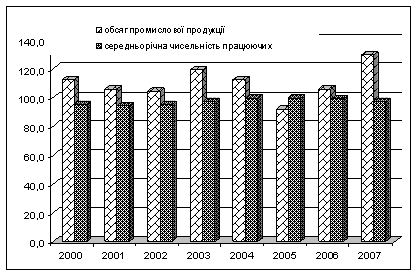 обсяг промислової продукції
середньорічна чисельність працюючих
140,0
120,0
100,0
80,0
60,0
40,0
20,0
0,0
2000 2001 2002 2003 2004 2005 2006 2007